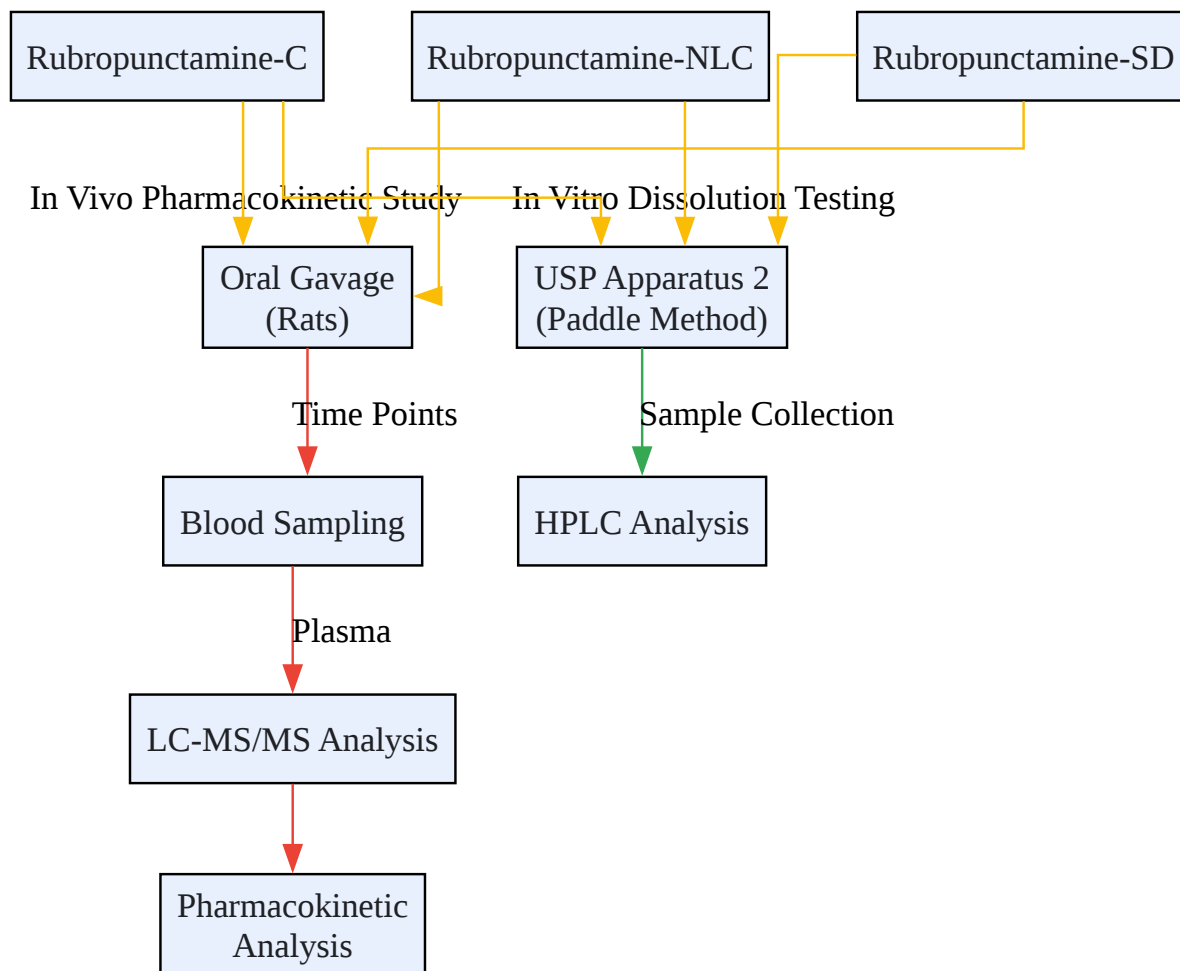 Rubropunctamine-C
Rubropunctamine-NLC
Rubropunctamine-SD
In Vivo Pharmacokinetic Study
In Vitro Dissolution Testing
Oral Gavage
(Rats)
USP Apparatus 2
(Paddle Method)
Time Points
Sample Collection
Blood Sampling
HPLC Analysis
Plasma
LC-MS/MS Analysis
Pharmacokinetic
Analysis